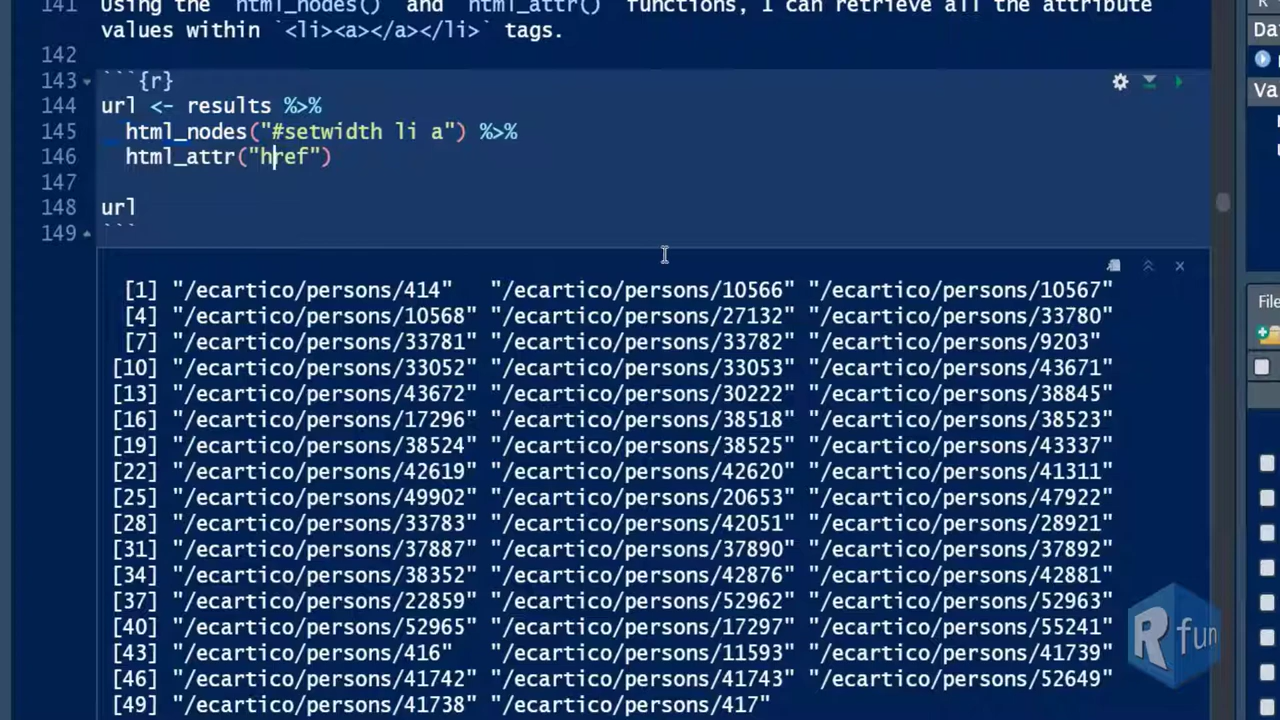 141 Using the `html_nodes()` and `html_attr()` functions, I can retrieve all the attribute
values within `<li><a></a></li>` tags.
142
143 ```{r}
144 url <- results %>%
145 html_nodes("#setwidth li a") %>%
146 html_attr("href")
147
148 url
149 ```
[1] "/ecartico/persons/414" "/ecartico/persons/10566" "/ecartico/persons/10567"
[4] "/ecartico/persons/10568" "/ecartico/persons/27132" "/ecartico/persons/33780"
[7] "/ecartico/persons/33781" "/ecartico/persons/33782" "/ecartico/persons/9203"
[10] "/ecartico/persons/33052" "/ecartico/persons/33053" "/ecartico/persons/43671"
[13] "/ecartico/persons/43672" "/ecartico/persons/30222" "/ecartico/persons/38845"
[16] "/ecartico/persons/17296" "/ecartico/persons/38518" "/ecartico/persons/38523"
[19] "/ecartico/persons/38524" "/ecartico/persons/38525" "/ecartico/persons/43337"
[22] "/ecartico/persons/42619" "/ecartico/persons/42620" "/ecartico/persons/41311"
[25] "/ecartico/persons/49902" "/ecartico/persons/20653" "/ecartico/persons/47922"
[28] "/ecartico/persons/33783" "/ecartico/persons/42051" "/ecartico/persons/28921"
[31] "/ecartico/persons/37887" "/ecartico/persons/37890" "/ecartico/persons/37892"
[34] "/ecartico/persons/38352" "/ecartico/persons/42876" "/ecartico/persons/42881"
[37] "/ecartico/persons/22859" "/ecartico/persons/52962" "/ecartico/persons/52963"
[40] "/ecartico/persons/52965" "/ecartico/persons/17297" "/ecartico/persons/55241"
[43] "/ecartico/persons/416" "/ecartico/persons/11593" "/ecartico/persons/41739"
[46] "/ecartico/persons/41742" "/ecartico/persons/41743" "/ecartico/persons/52649"
[49] "/ecartico/persons/41738" "/ecartico/persons/417"
R
Da
Va
File
R fun